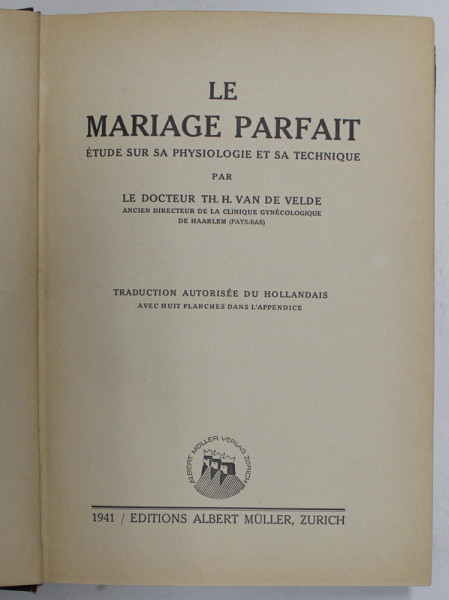 LE
MARIAGE PARFAIT
ÉTUDE SUR SA PHYSIOLOGIE ET SA TECHNIQUE
PAR
LE DOCTEUR TH. H. VAN DE VELDE
ANCIEN DIRECTEUR DE LA CLINIQUE GYNÉCOLOGIQUE
DE HAARLEM (PAYS-BAS)
TRADUCTION AUTORISÉE DU HOLLANDAIS
AVEC HUIT PLANCHES DANS L'APPENDICE
ALBERT MÜLLER VERLAG ZÜRICH
1941 / EDITIONS ALBERT MÜLLER, ZURICH